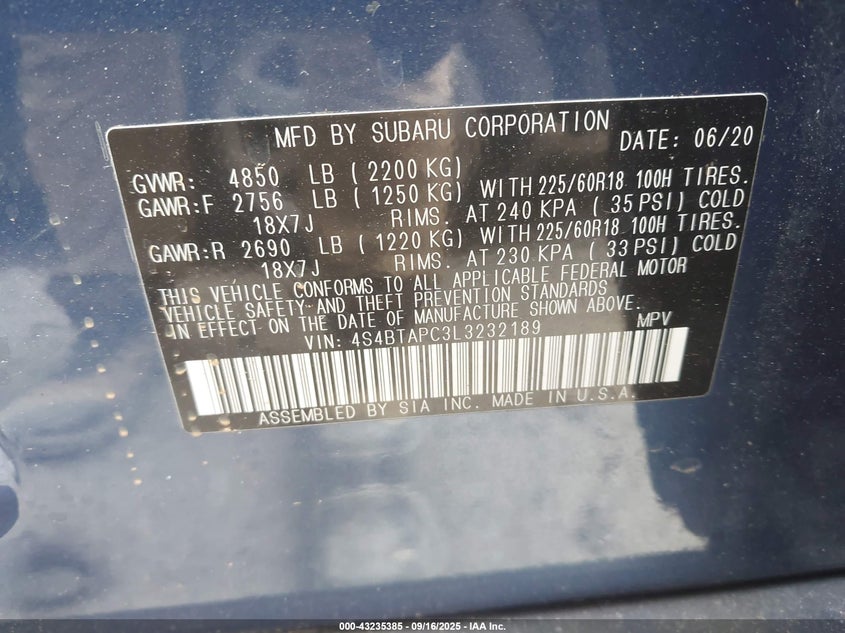 MFD BY SUBARU CORPORATION DATE: 06/20
GVWR: 4850 LB ( 2200 KG)
GAWR:F 2756 LB ( 1250 KG) WITH 225/60R18 100H TIRES.
18X7J RIMS. AT 240 KPA ( 35 PSI) COLD
GAWR:R 2690 LB ( 1220 KG) WITH 225/60R18 100H TIRES.
18X7J RIMS. AT 230 KPA ( 33 PSI) COLD
THIS VEHICLE CONFORMS TO ALL APPLICABLE FEDERAL MOTOR
VEHICLE SAFETY AND THEFT PREVENTION STANDARDS
IN EFFECT ON THE DATE OF MANUFACTURE SHOWN ABOVE.
VIN: 4S4BTAPC3L3232189 MPV
ASSEMBLED BY SIA INC. MADE IN U.S.A.
000-43235385 - 09/16/2025 - IAA Inc.